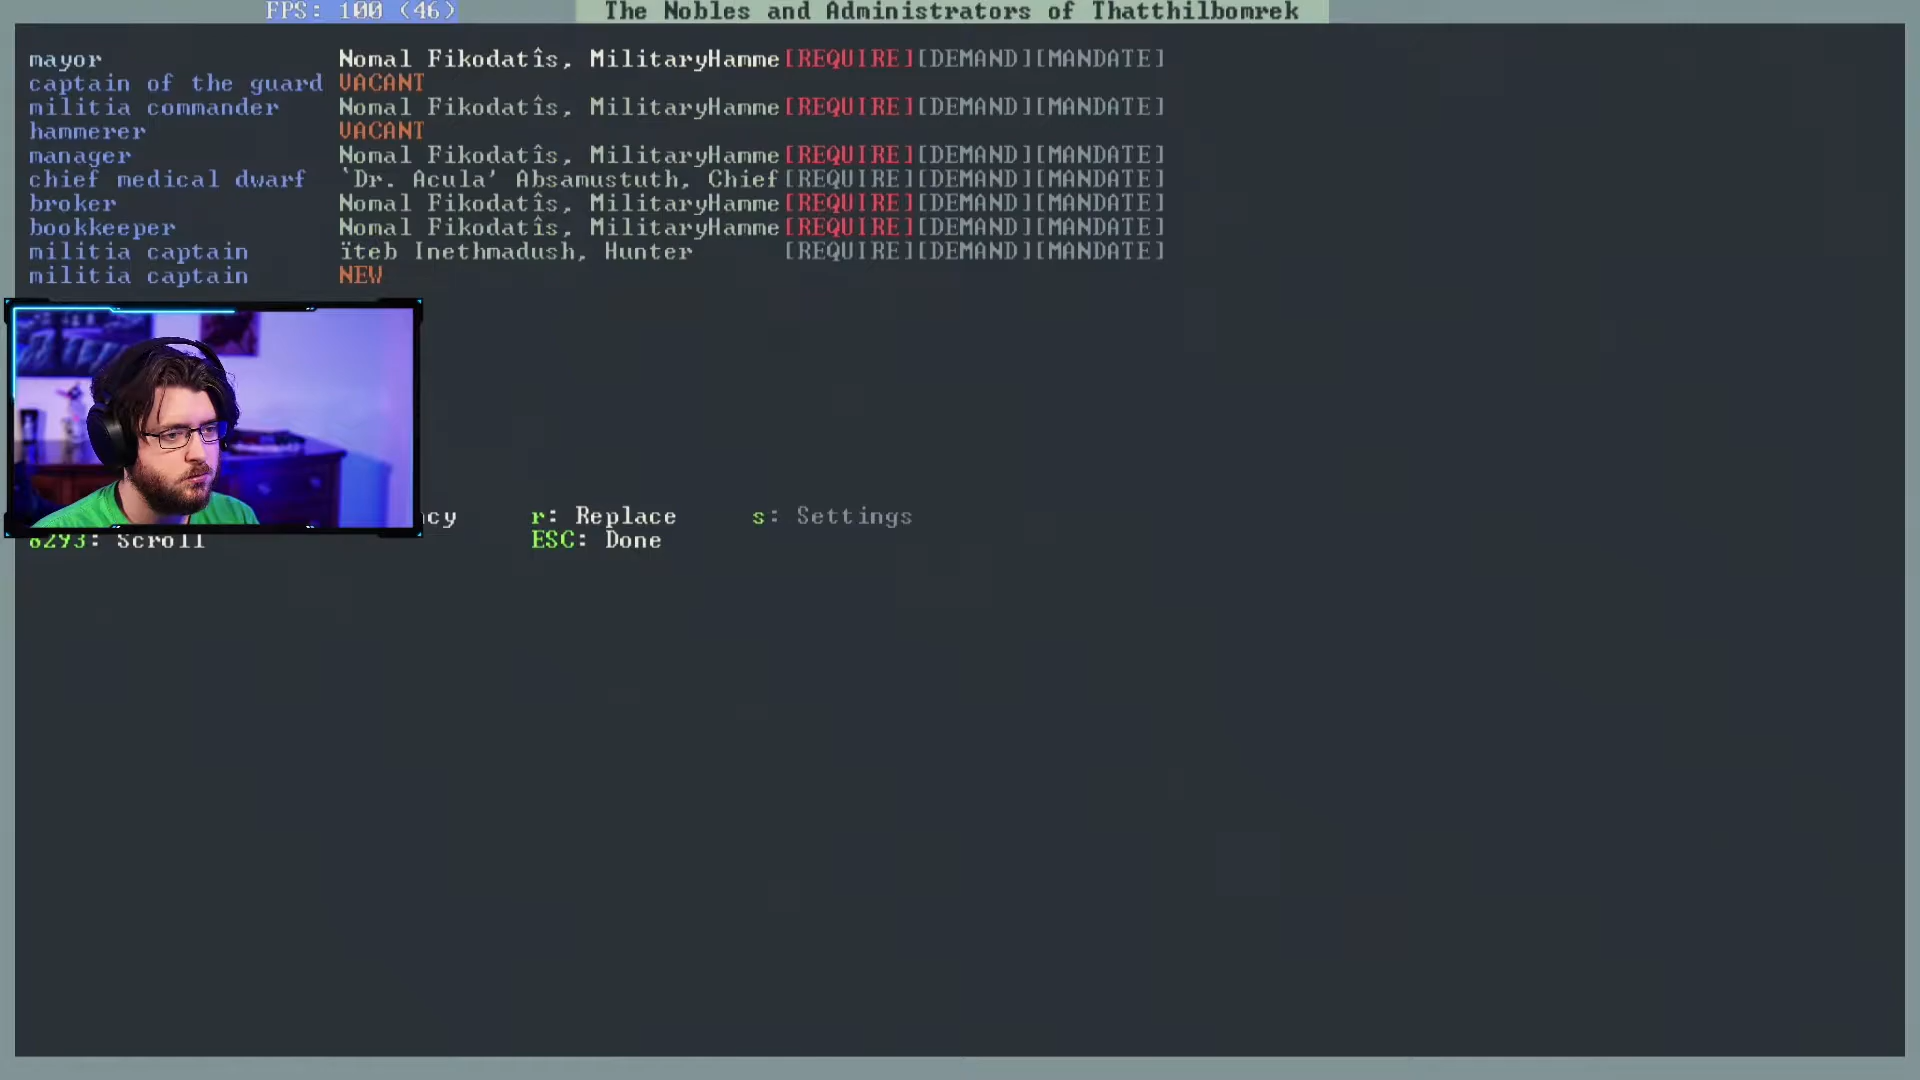 FPS: 100 (46) The Nobles and Administrators of Thatthilbomrek
mayor Nomal Fikodatîs, MilitaryHamme[REQUIRE][DEMAND][MANDATE]
captain of the guard VACANT
militia commander Nomal Fikodatîs, MilitaryHamme[REQUIRE][DEMAND][MANDATE]
hammerer VACANT
manager Nomal Fikodatîs, MilitaryHamme[REQUIRE][DEMAND][MANDATE]
chief medical dwarf `Dr. Acula' Absamustuth, Chief[REQUIRE][DEMAND][MANDATE]
broker Nomal Fikodatîs, MilitaryHamme[REQUIRE][DEMAND][MANDATE]
bookkeeper Nomal Fikodatîs, MilitaryHamme[REQUIRE][DEMAND][MANDATE]
militia captain ïteb Inethmadush, Hunter [REQUIRE][DEMAND][MANDATE]
militia captain NEW
cy r: Replace s: Settings
8293: Scroll ESC: Done